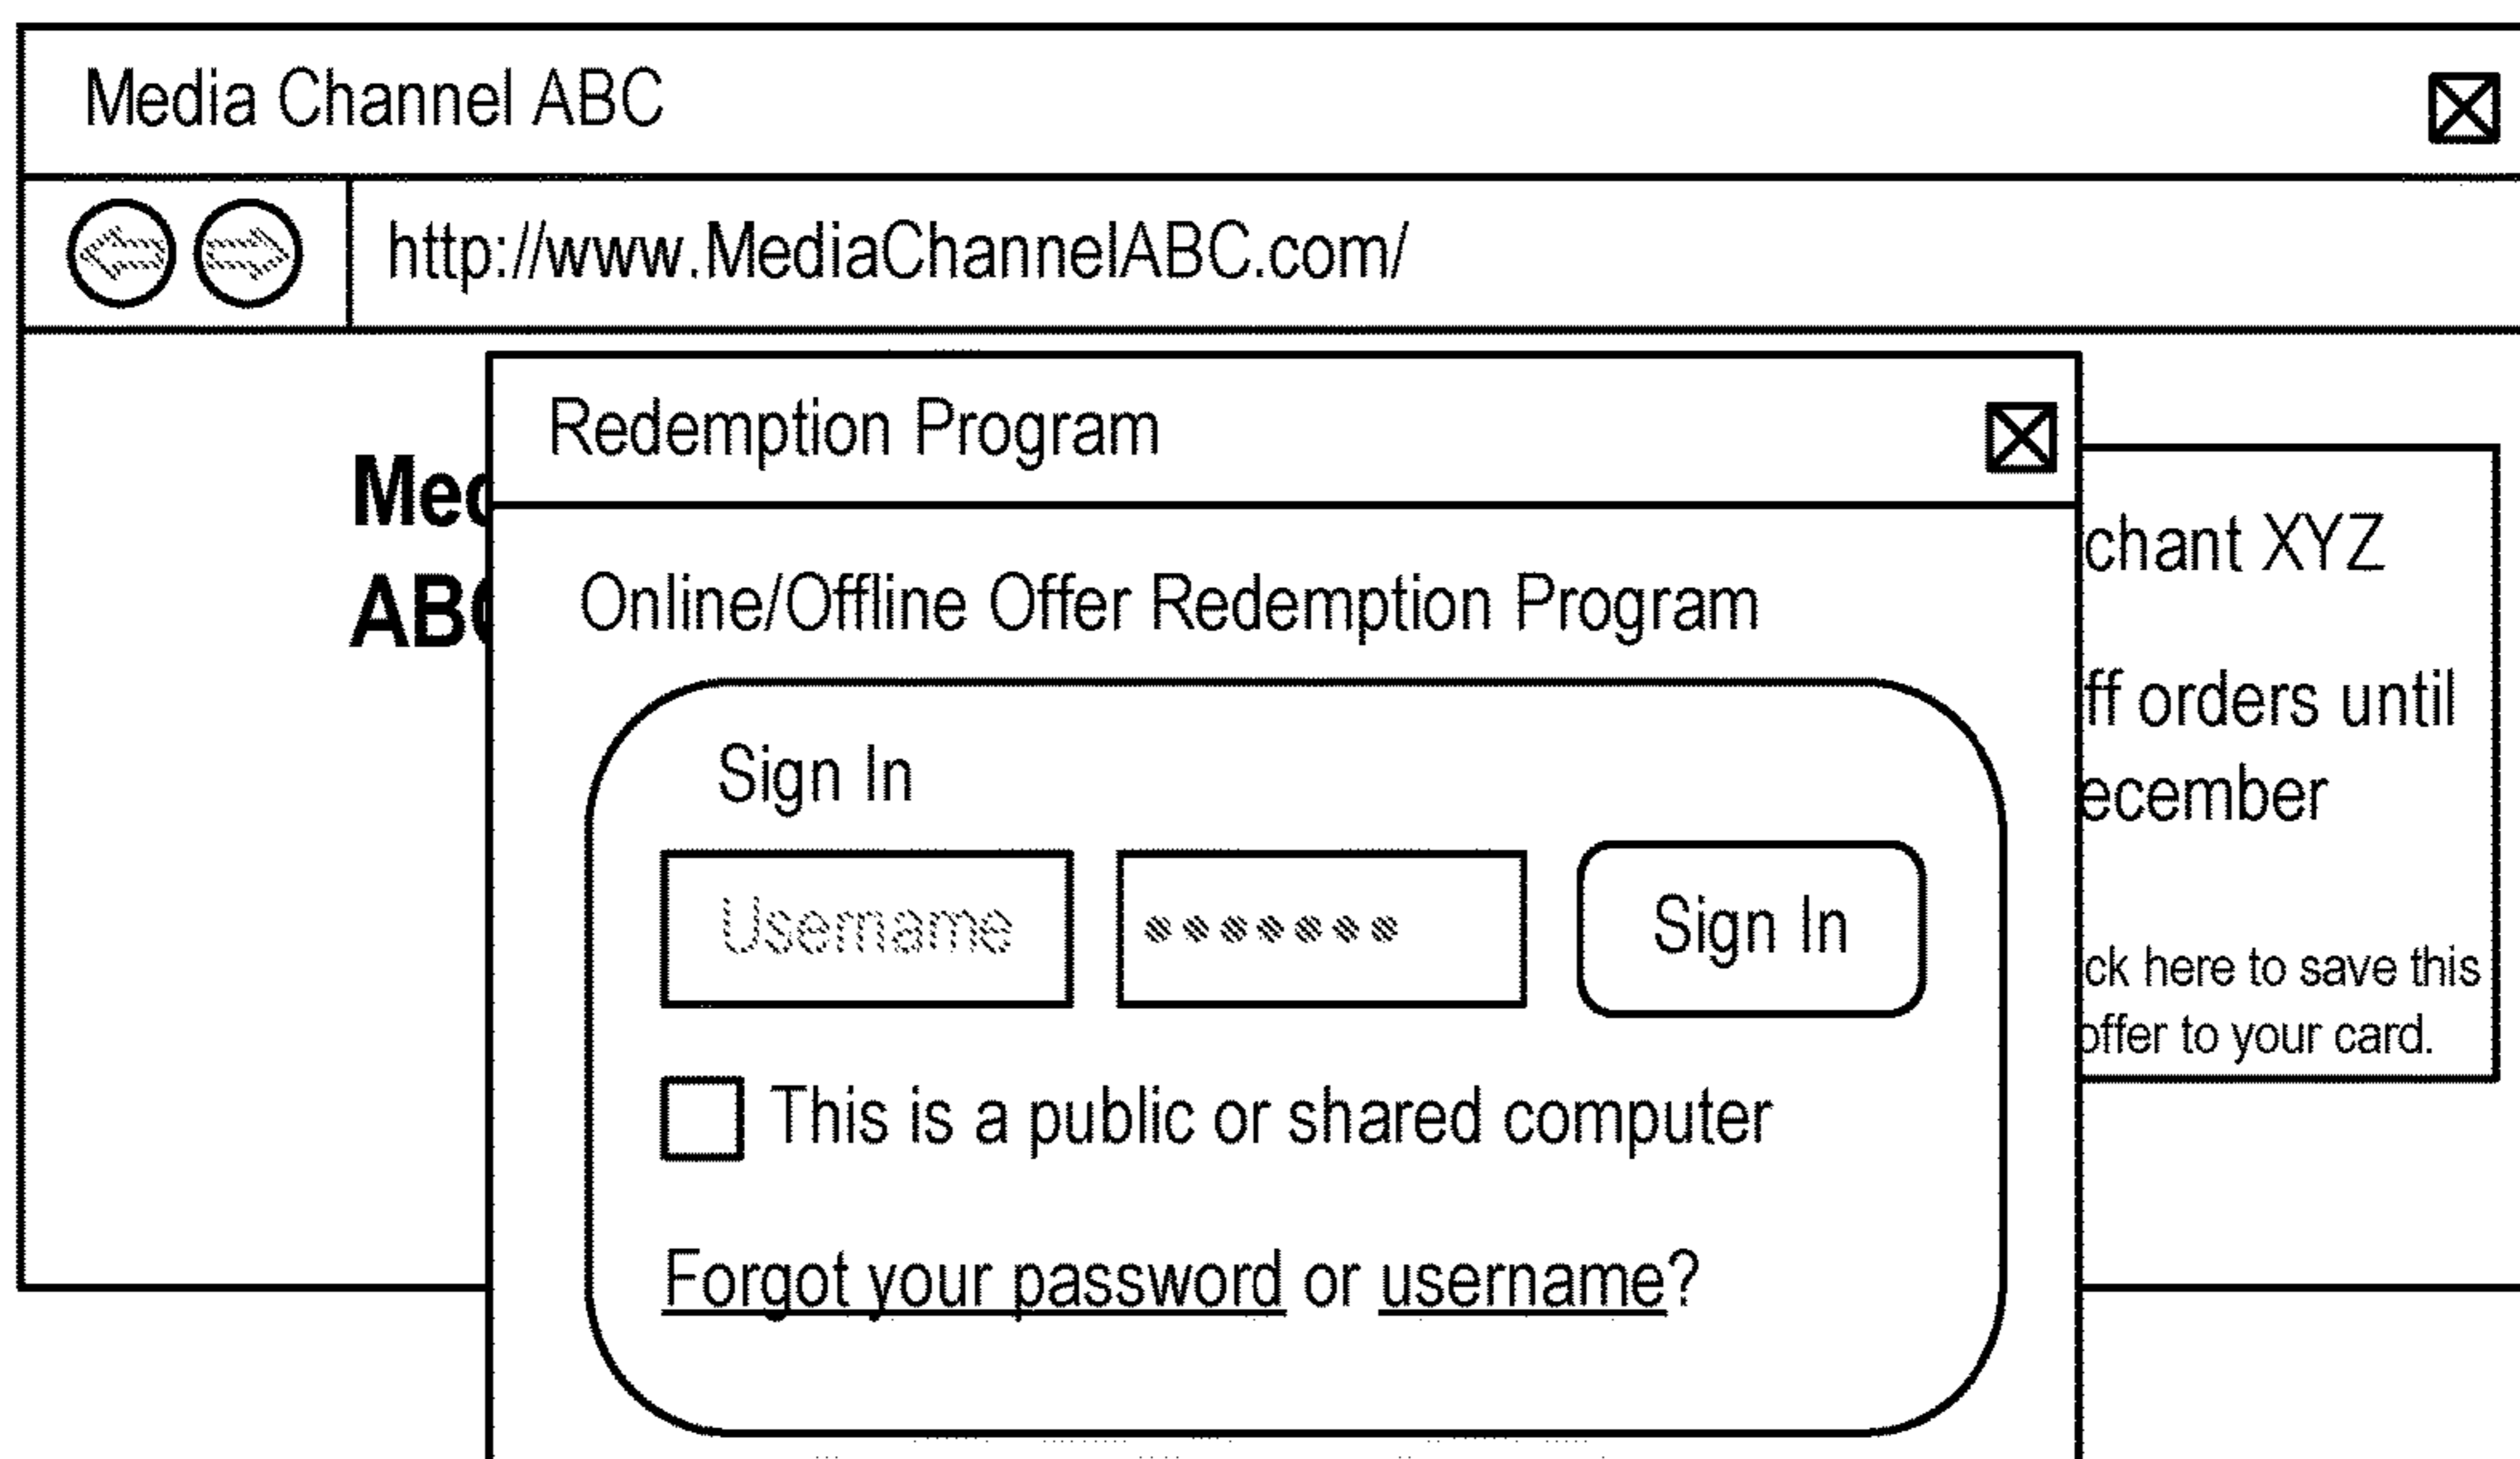 Media Channel ABC
http://www.MediaChannelABC.com/
Redemption Program
Med
ABC
Online/Offline Offer Redemption Program
chant XYZ
ff orders until
ecember
ck here to save this
offer to your card.
Sign In
Username
••••••• Sign In
This is a public or shared computer
Forgot your password or username?